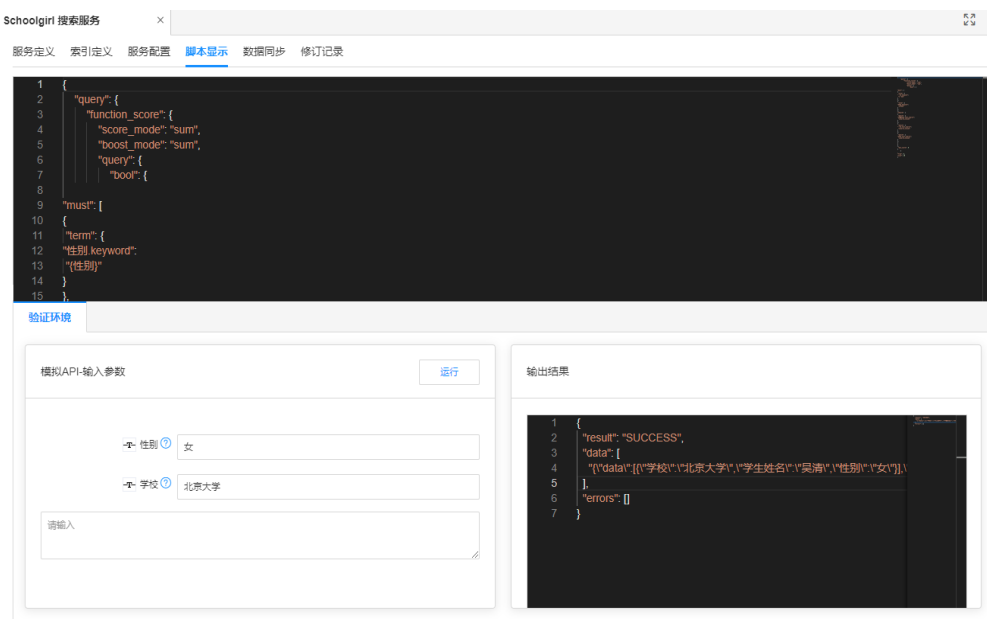 Schoolgirl 搜索服务 ×
服务定义 索引定义 服务配置 脚本显示 数据同步 修订记录
1 {
2 "query": {
3 "function_score": {
4 "score_mode": "sum",
5 "boost_mode": "sum",
6 "query": {
7 "bool": {
8
9 "must": [
10 {
11 "term": {
12 "性别.keyword":
13 "{性别}"
14 }
15 },
验证环境
模拟API-输入参数 运行
-T- 性别 ? 女
-T- 学校 ? 北京大学
请输入
输出结果
1 {
2 "result": "SUCCESS",
3 "data": [
4 "{\"data\":[{\"学校\":\"北京大学\",\"学生姓名\":\"吴清\",\"性别\":\"女\"}],\
5 ],
6 "errors": []
7 }